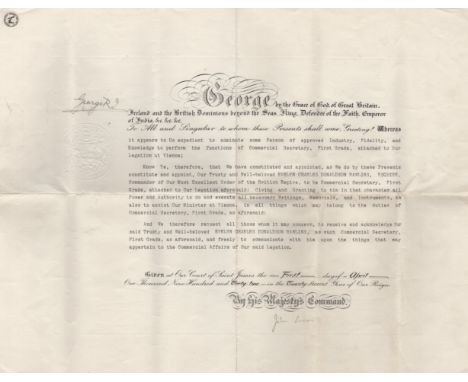 George R I
George, by the Grace of God of Great Britain,
Ireland and the British Dominions beyond the Seas, King, Defender of the Faith, Emperor
of India, &c. &c. &c.
To All and Singular to whom these Presents shall come, Greeting! Whereas
it appears to Us expedient to nominate some Person of approved Industry, Fidelity, and
Knowledge to perform the functions of Commercial Secretary, First Grade, attached to Our
Legation at Vienna;
Know Ye, therefore, that We have constituted and appointed, as We do by these Presents
constitute and appoint, Our Trusty and Well-beloved EVELYN CHARLES DONALDSON RAWLINS, ESQUIRE,
Commander of Our Most Excellent Order of the British Empire, to be Commercial Secretary, First
Grade, attached to Our Legation aforesaid: Giving and Granting to him in that character all
Power and Authority to do and execute all necessary Writings, Memorials, and Instruments, as
also to assist Our Minister at Vienna, in all things which may belong to the duties of
Commercial Secretary, First Grade, as aforesaid.
And We therefore request all those whom it may concern, to receive and acknowledge Our
said Trusty and Well-beloved EVELYN CHARLES DONALDSON RAWLINS, as such Commercial Secretary,
First Grade, as aforesaid, and freely to communicate with him upon the things that may
appertain to the Commercial Affairs of Our said Legation.
Given at Our Court of Saint James the First day of April
One Thousand Nine Hundred and in the Year of Our Reign.
By His Majesty's Command.
John